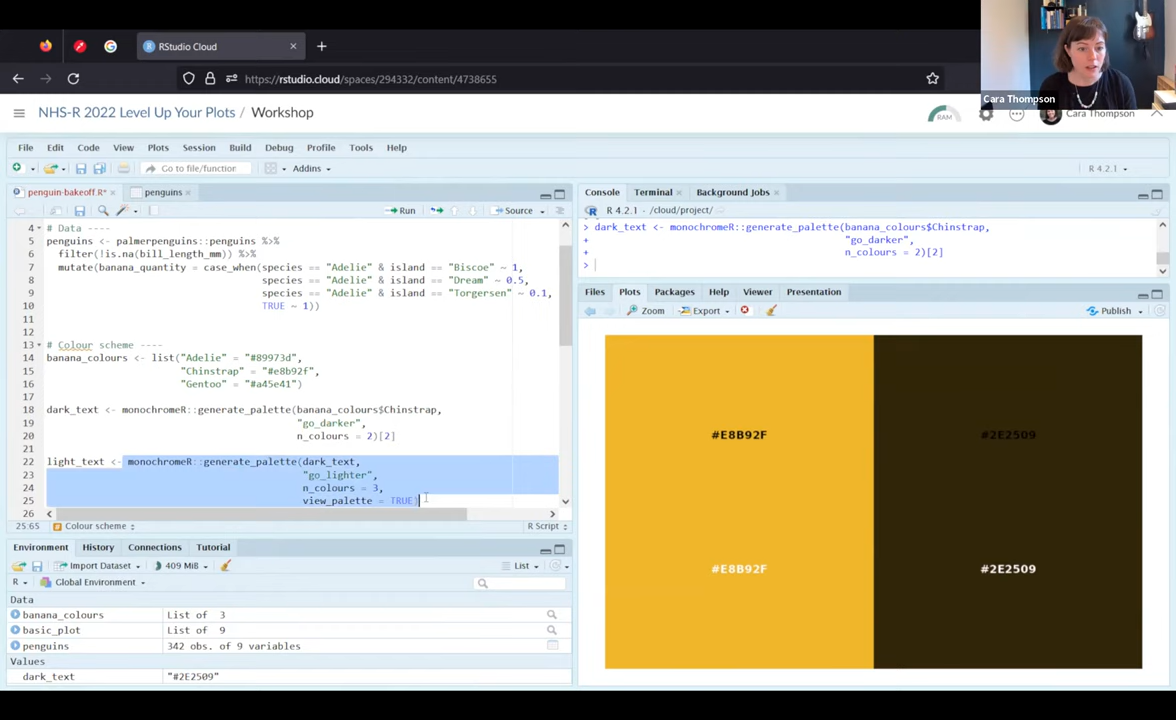 RStudio Cloud
https://rstudio.cloud/spaces/294332/content/4738655
Cara Thompson
NHS-R 2022 Level Up Your Plots / Workshop
RAM
Cara Thompson
File Edit Code View Plots Session Build Debug Profile Tools Help
Go to file/function
Addins
R 4.2.1
penguin-bakeoff.R*
penguins
Run
Source
4 # Data ----
5 penguins <- palmerpenguins::penguins %>%
6 filter(!is.na(bill_length_mm)) %>%
7 mutate(banana_quantity = case_when(species == "Adelie" & island == "Biscoe" ~ 1,
8 species == "Adelie" & island == "Dream" ~ 0.5,
9 species == "Adelie" & island == "Torgersen" ~ 0.1,
10 TRUE ~ 1))
11
12
13 # Colour scheme ----
14 banana_colours <- list("Adelie" = "#89973d",
15 "Chinstrap" = "#e8b92f",
16 "Gentoo" = "#a45e41")
17
18 dark_text <- monochromeR::generate_palette(banana_colours$Chinstrap,
19 "go_darker",
20 n_colours = 2)[2]
21
22 light_text <- monochromeR::generate_palette(dark_text,
23 "go_lighter",
24 n_colours = 3,
25 view_palette = TRUE)
26
25:65 Colour scheme R Script
Environment History Connections Tutorial
Import Dataset 409 MiB List
R Global Environment
Data
banana_colours List of 3
basic_plot List of 9
penguins 342 obs. of 9 variables
Values
dark_text "#2E2509"
Console Terminal Background Jobs
R 4.2.1 · /cloud/project/
> dark_text <- monochromeR::generate_palette(banana_colours$Chinstrap,
+ "go_darker",
+ n_colours = 2)[2]
>
Files Plots Packages Help Viewer Presentation
Zoom Export Publish
#E8B92F #2E2509
#E8B92F #2E2509